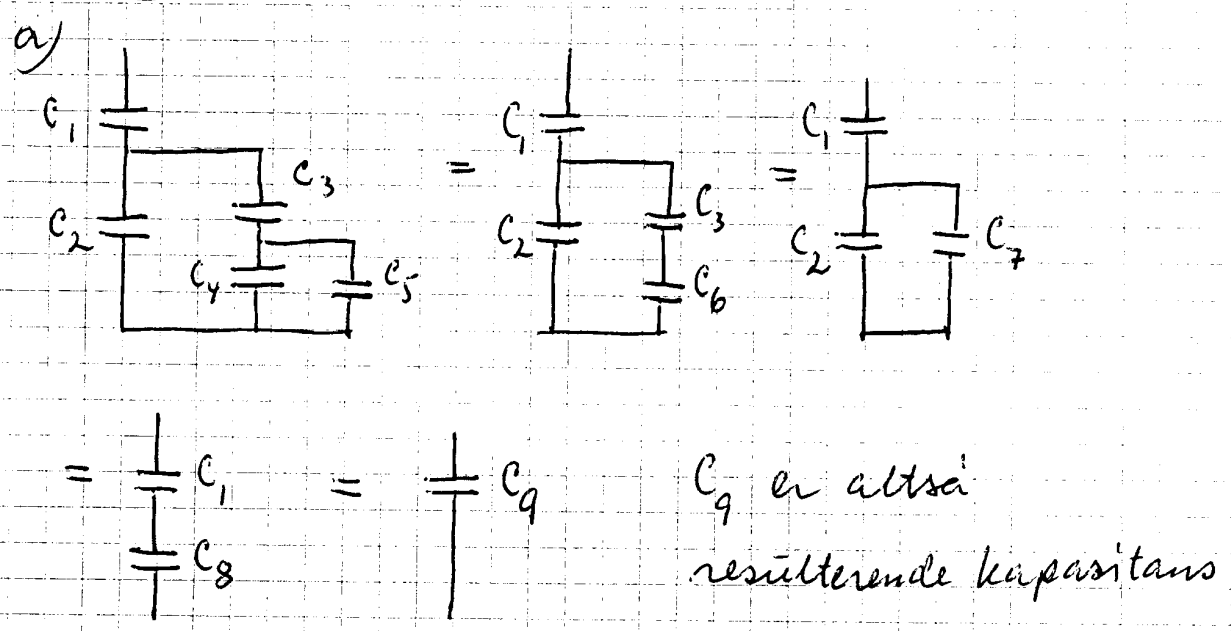 a)
C₁
C₂
C₃
C₄
C₅
=
C₁
C₂
C₃
C₆
=
C₁
C₂
C₇
=
C₁
C₈
=
C₉
C₉ er altså
resulterende kapasitans